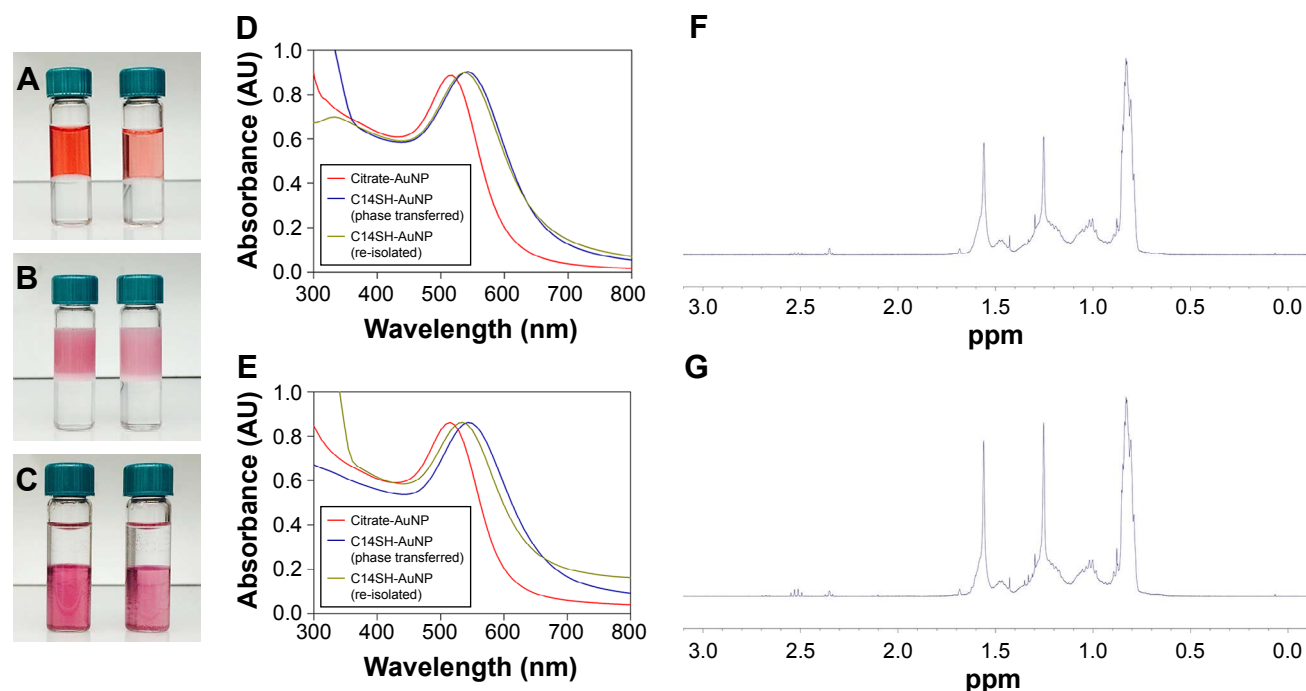 A
B
C
D
1.0
0.8
0.6
0.4
0.2
0.0
300 400 500 600 700 800
Absorbance (AU)
Wavelength (nm)
Citrate-AuNP
C14SH-AuNP
(phase transferred)
C14SH-AuNP
(re-isolated)
E
1.0
0.8
0.6
0.4
0.2
0.0
300 400 500 600 700 800
Absorbance (AU)
Wavelength (nm)
Citrate-AuNP
C14SH-AuNP
(phase transferred)
C14SH-AuNP
(re-isolated)
F
3.0 2.5 2.0 1.5 1.0 0.5 0.0
ppm
G
3.0 2.5 2.0 1.5 1.0 0.5 0.0
ppm